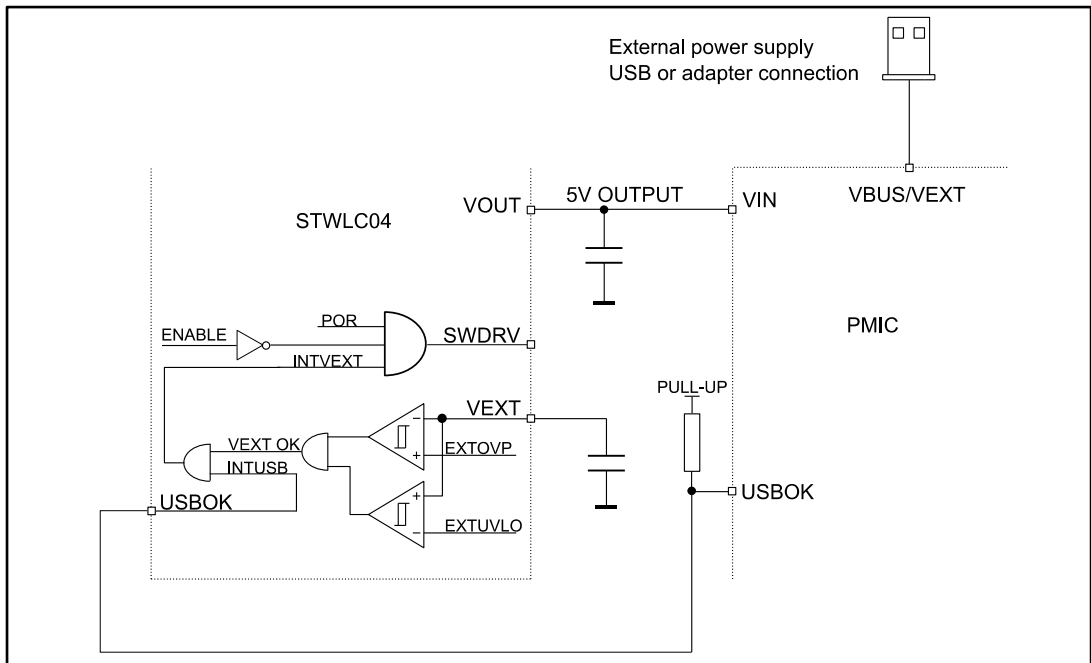 External power supply
USB or adapter connection
VOUT
5V OUTPUT
VIN
VBUS/VEXT
STWLC04
PMIC
POR
ENABLE
SWDRV
INTVEXT
PULL-UP
VEXT
VEXT OK
EXTOVP
INTUSB
USBOK
USBOK
EXTUVLO